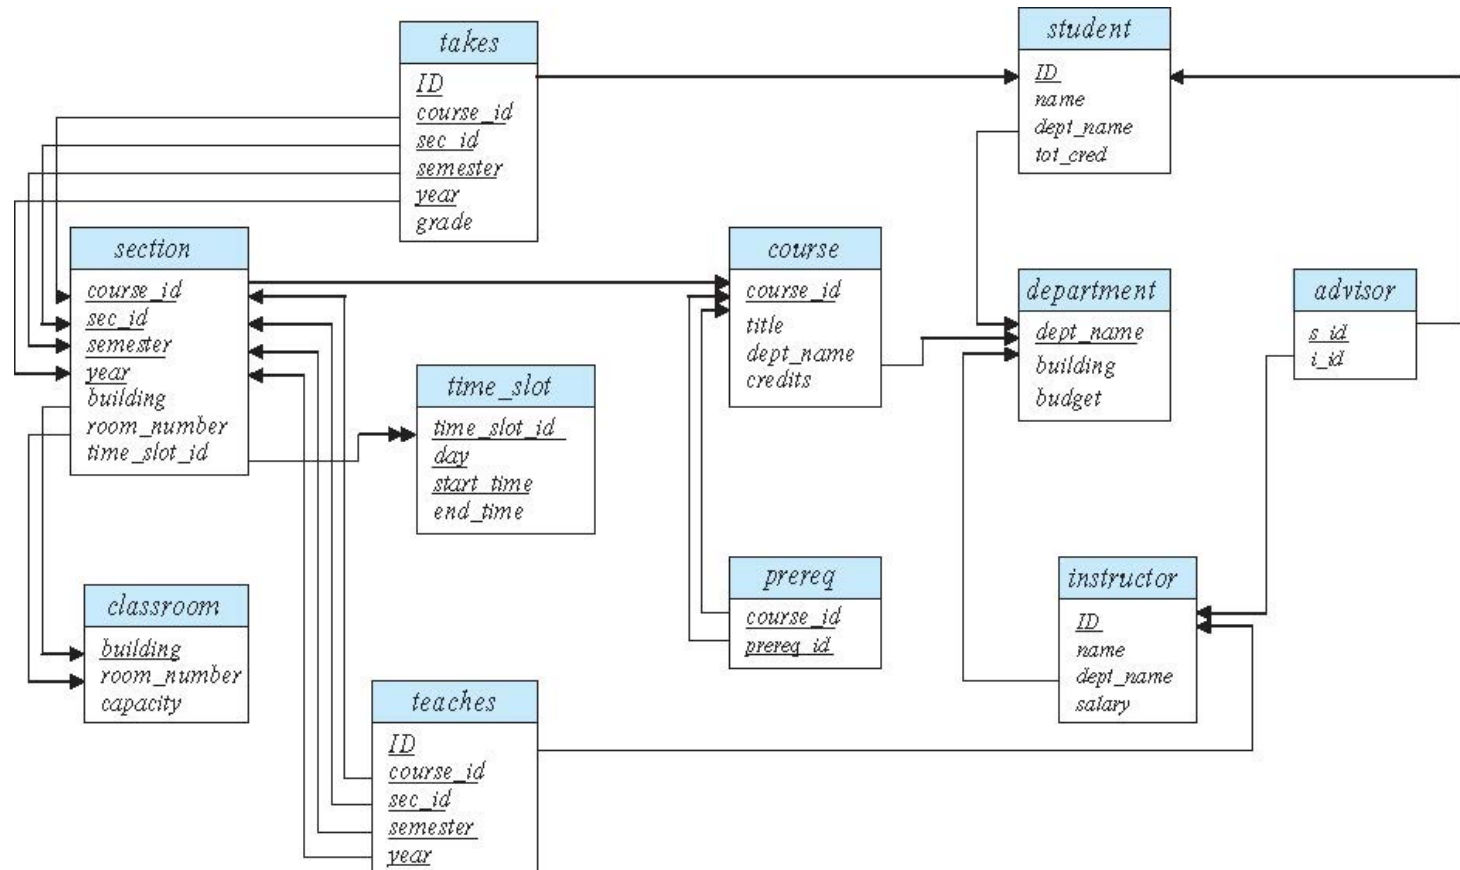 takes
ID
course_id
sec_id
semester
year
grade
student
ID
name
dept_name
tot_cred
section
course_id
sec_id
semester
year
building
room_number
time_slot_id
course
course_id
title
dept_name
credits
department
dept_name
building
budget
advisor
s_id
i_id
time_slot
time_slot_id
day
start_time
end_time
prereq
course_id
prereq_id
instructor
ID
name
dept_name
salary
classroom
building
room_number
capacity
teaches
ID
course_id
sec_id
semester
year